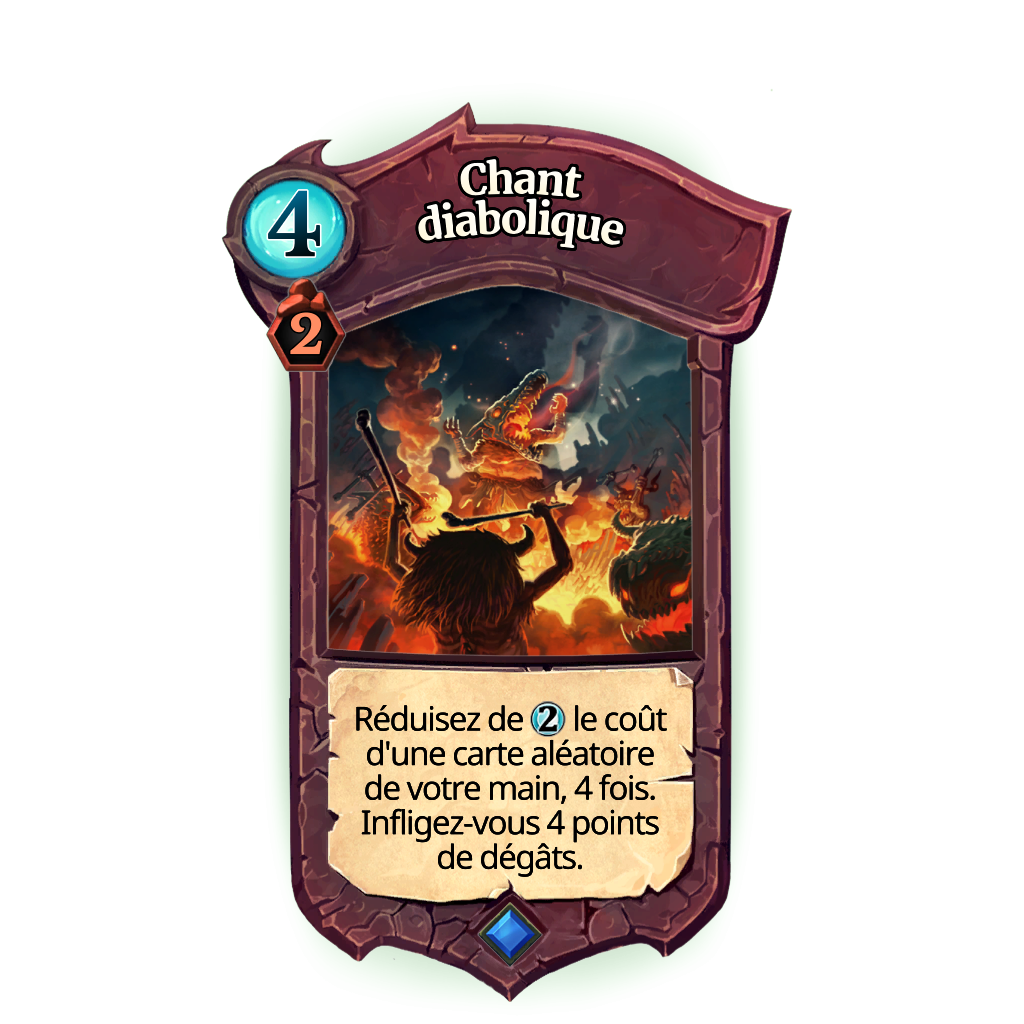 Chant
diabolique
4
2
Réduisez de 2 le coût
d'une carte aléatoire
de votre main, 4 fois.
Infligez-vous 4 points
de dégâts.